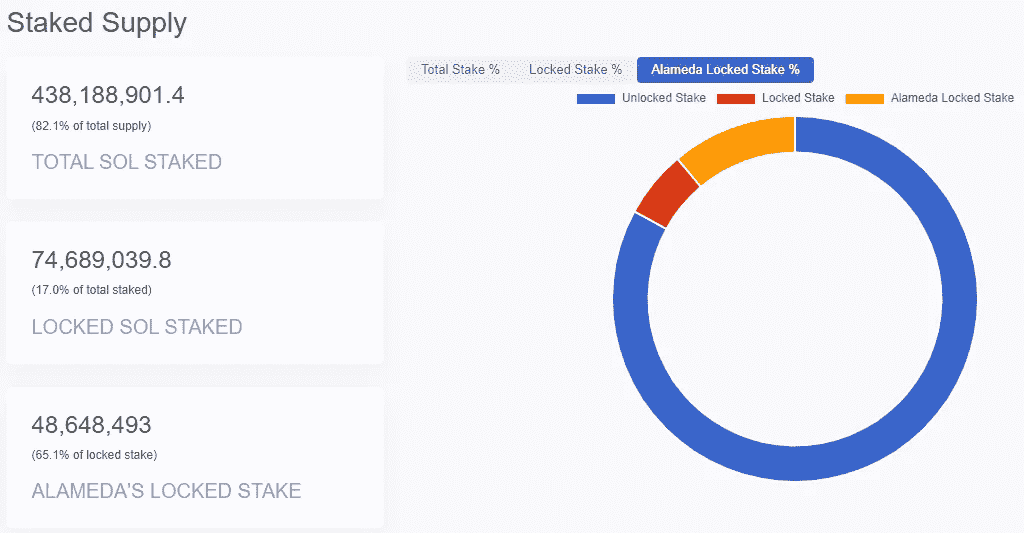 Staked Supply
438,188,901.4
(82.1% of total supply)
TOTAL SOL STAKED
74,689,039.8
(17.0% of total staked)
LOCKED SOL STAKED
48,648,493
(65.1% of locked stake)
ALAMEDA'S LOCKED STAKE
Total Stake % Locked Stake % Alameda Locked Stake %
Unlocked Stake Locked Stake Alameda Locked Stake